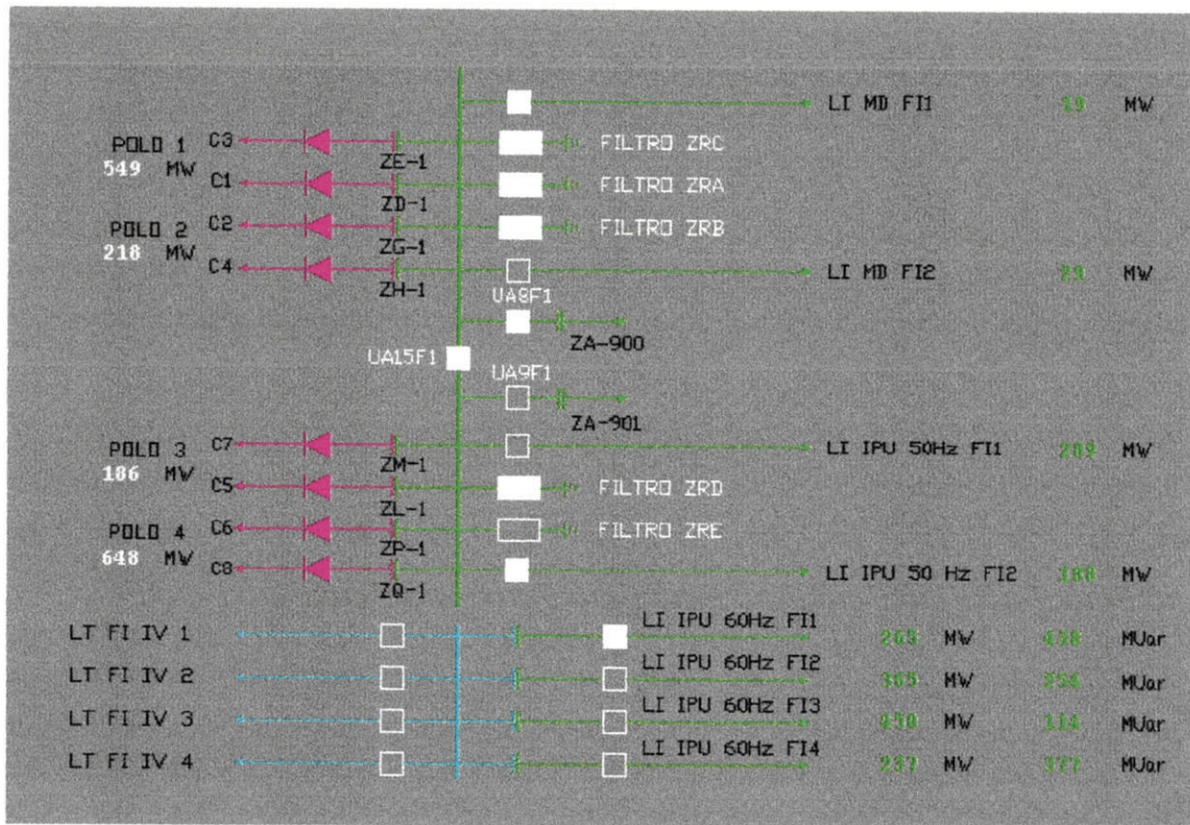 LI MD FI1 MW
POLO 1 C3 ZE-1 FILTRO ZRC
549 MW
C1 ZD-1 FILTRO ZRA
POLO 2 C2 ZG-1 FILTRO ZRB
218 MW
C4 ZH-1 LI MD FI2 MW
UA8F1
ZA-900
UA15F1
UA9F1
ZA-901
POLO 3 C7 ZM-1 LI IPU 50Hz FI1 MW
186 MW
C5 ZL-1 FILTRO ZRD
POLO 4 C6 ZP-1 FILTRO ZRE
648 MW
C8 ZQ-1 LI IPU 50 Hz FI2 MW
LT FI IV 1 LI IPU 60Hz FI1 MW MVar
LT FI IV 2 LI IPU 60Hz FI2 MW MVar
LT FI IV 3 LI IPU 60Hz FI3 MW MVar
LT FI IV 4 LI IPU 60Hz FI4 MW MVar